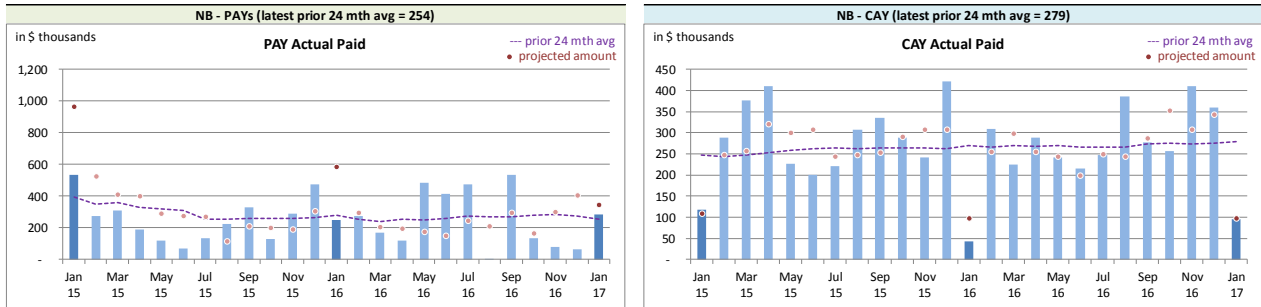 NB - PAYs (latest prior 24 mth avg = 254)
in $ thousands
PAY Actual Paid
--- prior 24 mth avg
• projected amount
1,200
1,000
800
600
400
200
-
Jan Mar May Jul Sep Nov Jan Mar May Jul Sep Nov Jan
15 15 15 15 15 15 16 16 16 16 16 16 17
NB - CAY (latest prior 24 mth avg = 279)
in $ thousands
CAY Actual Paid
--- prior 24 mth avg
• projected amount
450
400
350
300
250
200
150
100
50
-
Jan Mar May Jul Sep Nov Jan Mar May Jul Sep Nov Jan
15 15 15 15 15 15 16 16 16 16 16 16 17